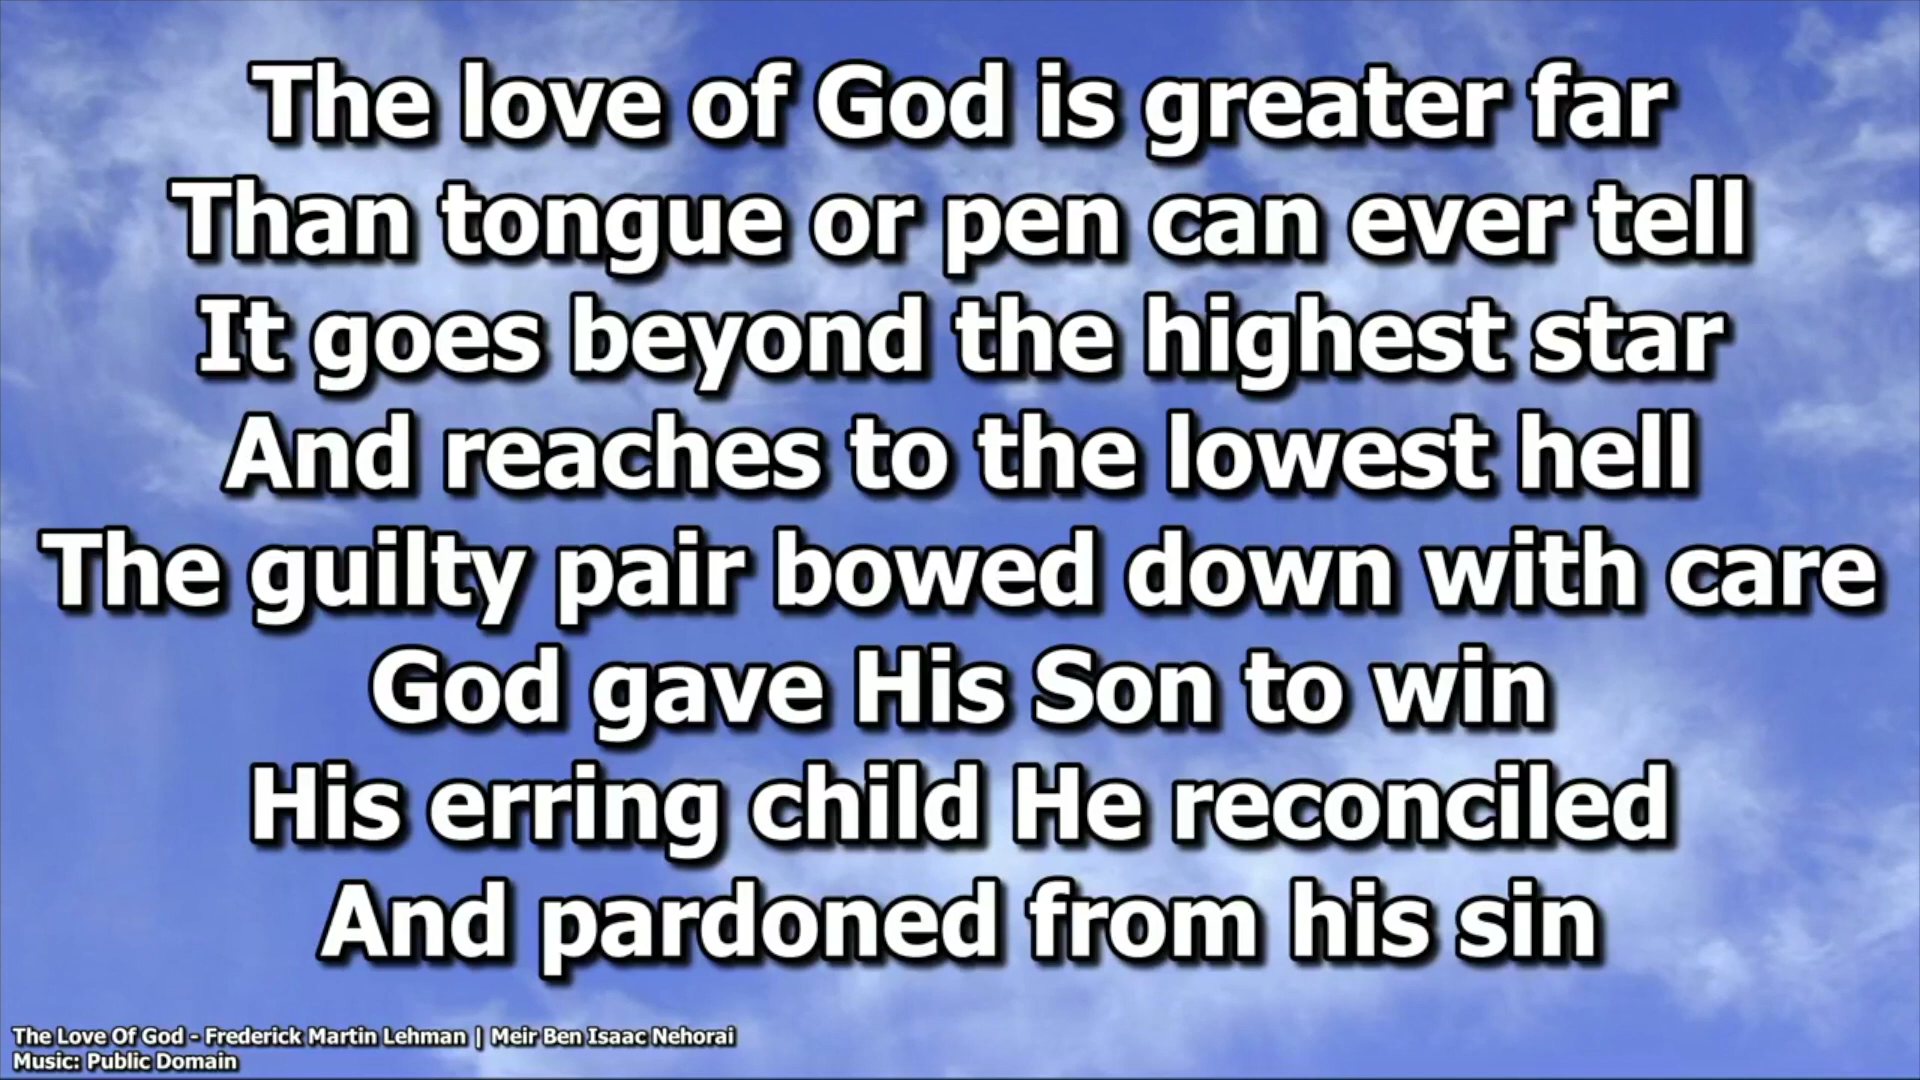 The love of God is greater far
Than tongue or pen can ever tell
It goes beyond the highest star
And reaches to the lowest hell
The guilty pair bowed down with care
God gave His Son to win
His erring child He reconciled
And pardoned from his sin
The Love Of God - Frederick Martin Lehman | Meir Ben Isaac Nehorai
Music: Public Domain